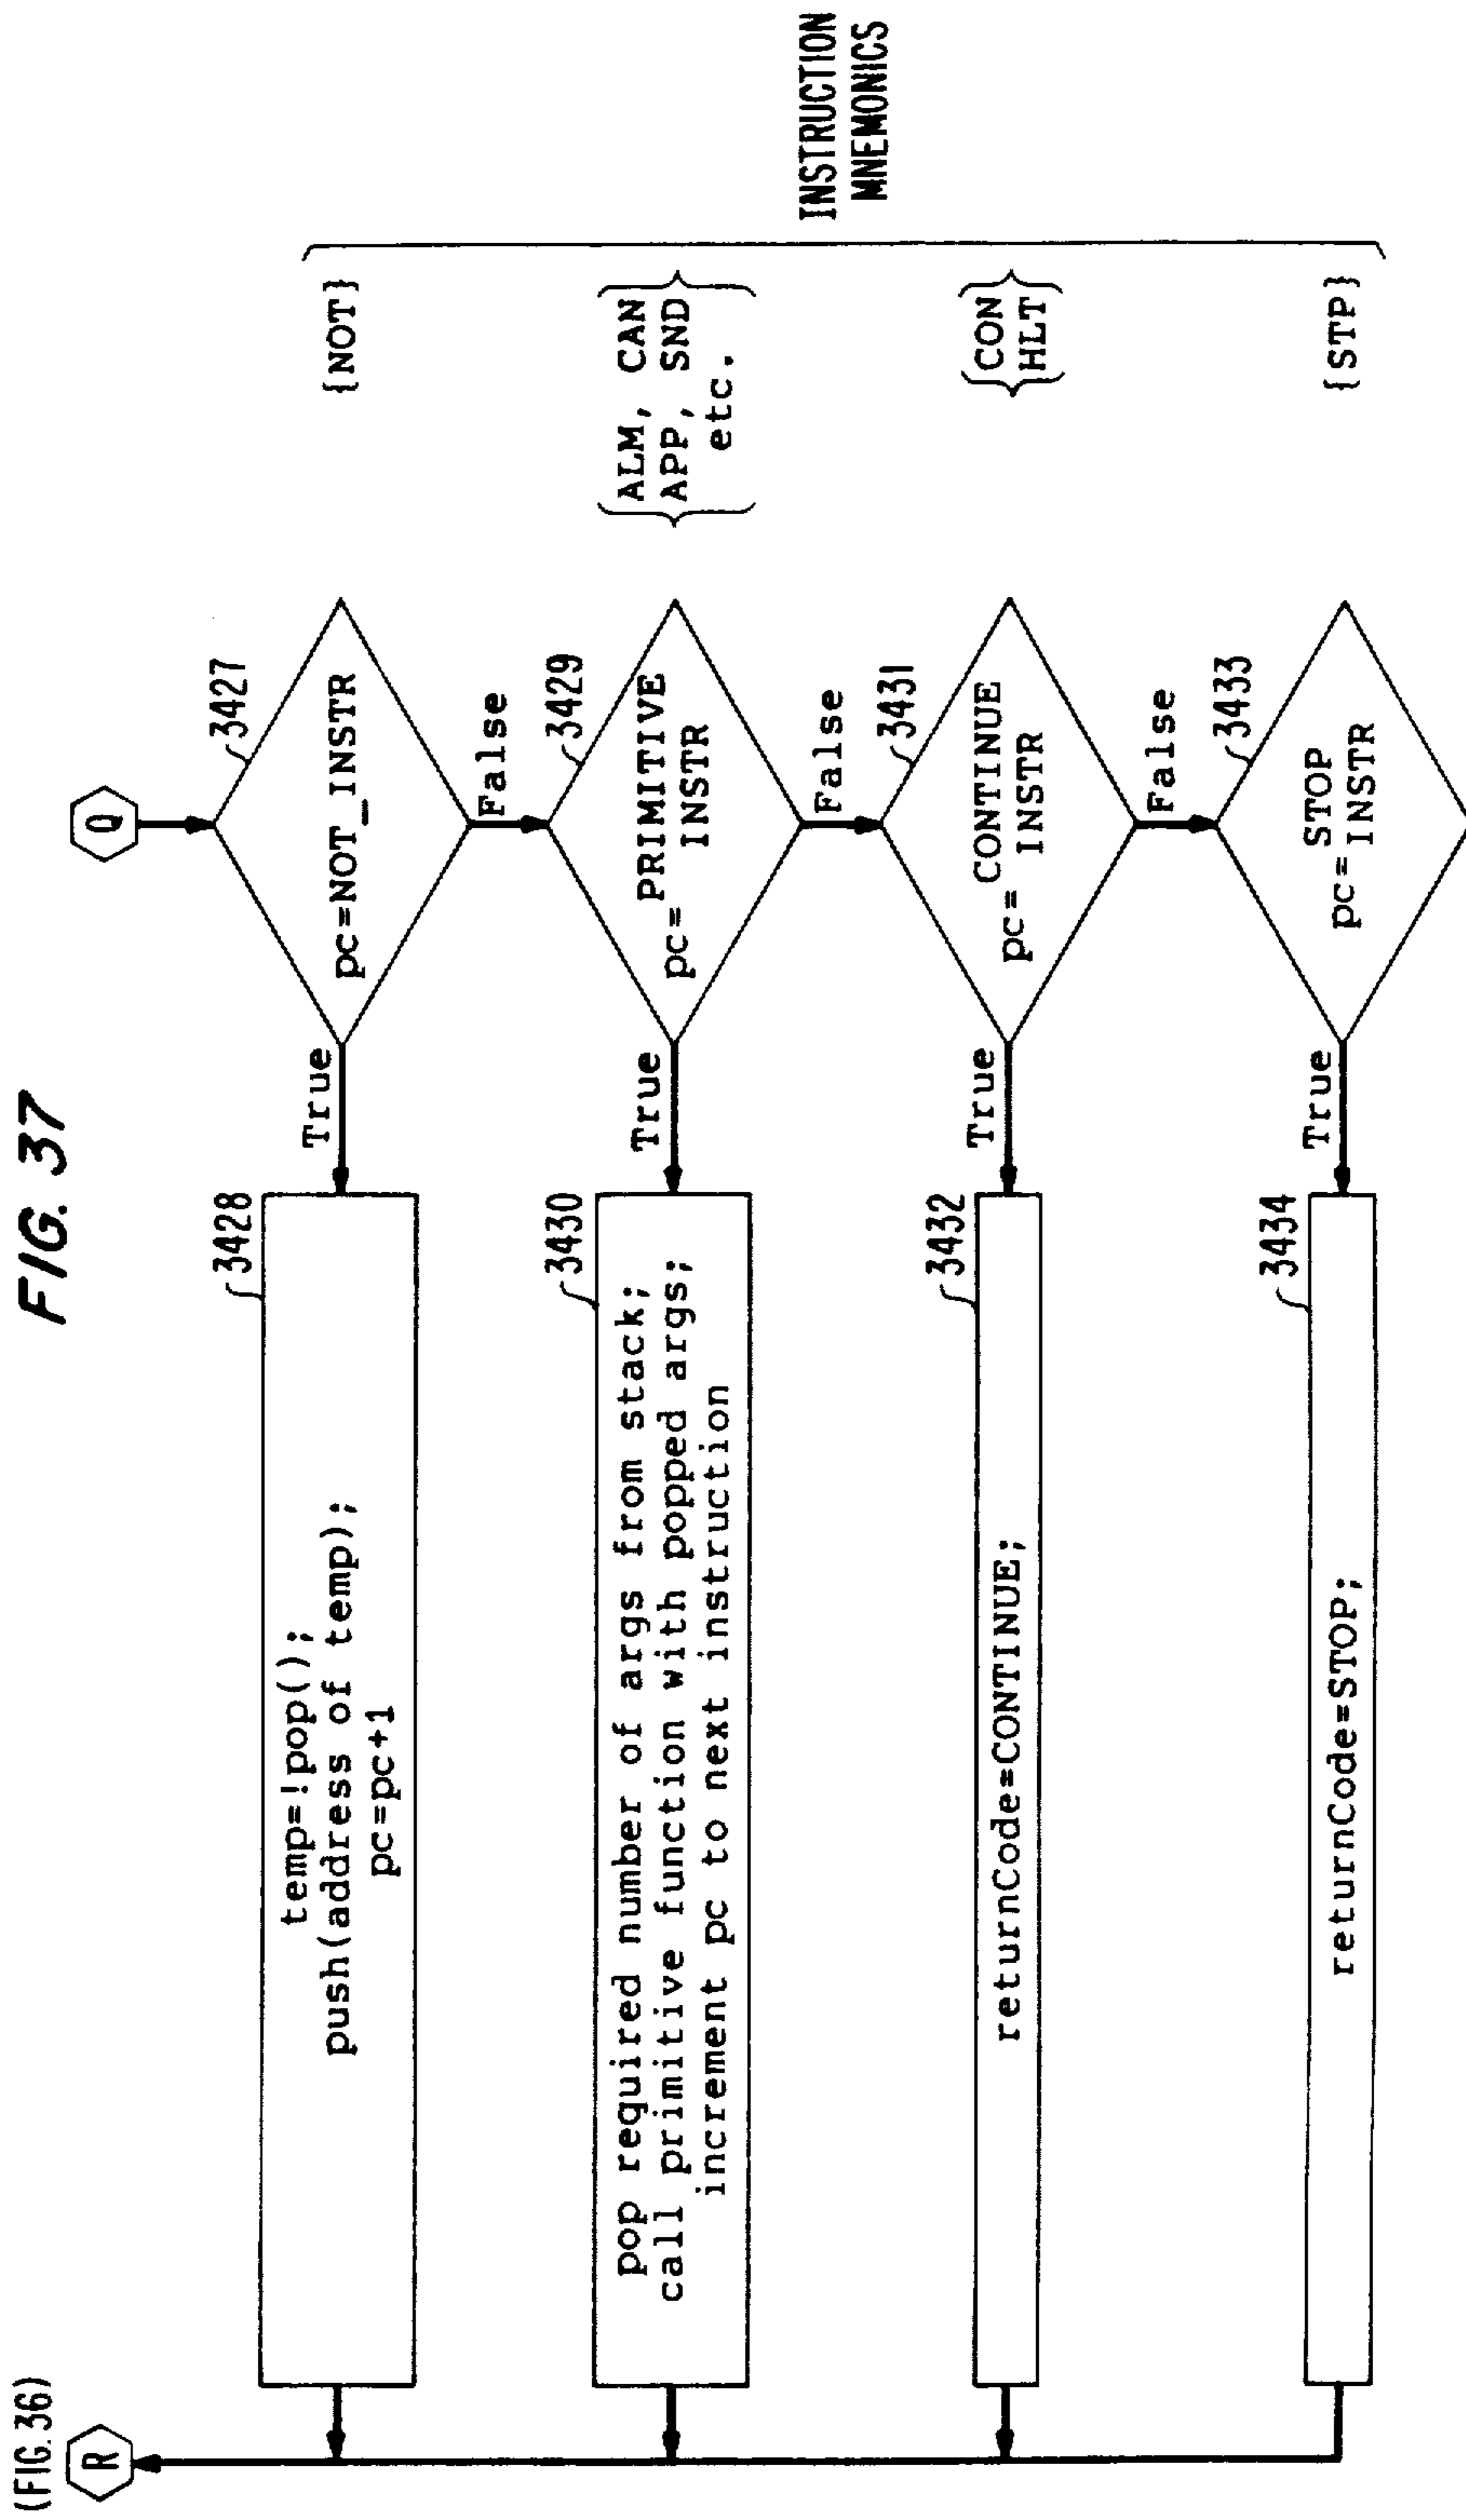 FIG. 37
(FIG. 36)
R
Q
3428
temp=!pop();
push(address of temp);
pc=pc+1
True
3427
pc=NOT_INSTR
{NOT}
False
3430
pop required number of args from stack;
call primitive function with popped args;
increment pc to next instruction
True
3429
pc= PRIMITIVE
INSTR
{ALM, CAN
APP, SND
etc.}
False
3432
returnCode=CONTINUE;
True
3431
pc= CONTINUE
INSTR
{CON
HLT}
False
3434
returnCode=STOP;
True
3433
pc= STOP
INSTR
{STP}
INSTRUCTION
MNEMONICS